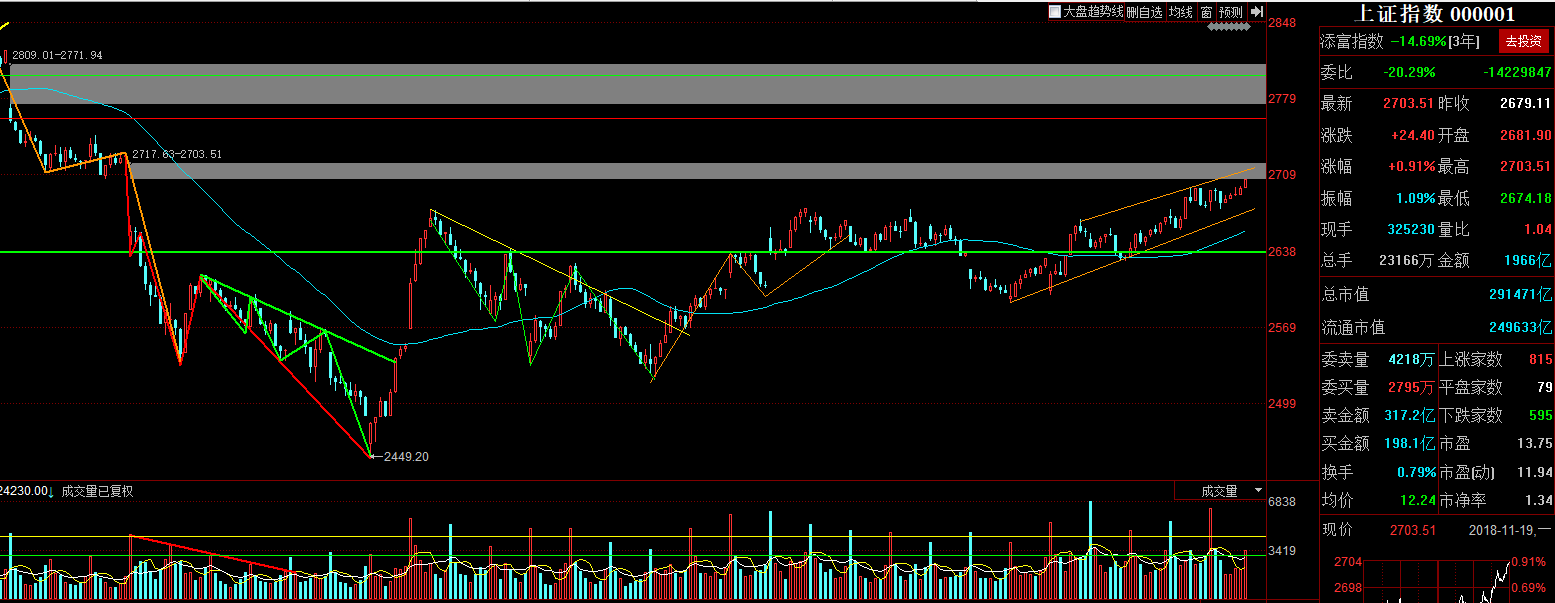 大盘趋势线 删自选 均线 窗 预测
2848
2809.01-2771.94
2779
2717.63-2703.51
2709
2638
2569
2499
2449.20
24230.00↓ 成交量已复权
成交量
6838
3419
上证指数 000001
添富指数 -14.69%[3年] 去投资
委比 -20.29% -14229847
最新 2703.51 昨收 2679.11
涨跌 +24.40 开盘 2681.90
涨幅 +0.91% 最高 2703.51
振幅 1.09% 最低 2674.18
现手 325230 量比 1.04
总手 23166万 金额 1966亿
总市值 291471亿
流通市值 249633亿
委卖量 4218万 上涨家数 815
委买量 2795万 平盘家数 79
卖金额 317.2亿 下跌家数 595
买金额 198.1亿 市盈 13.75
换手 0.79% 市盈(动) 11.94
均价 12.24 市净率 1.34
现价 2703.51 2018-11-19,一
2704 0.91%
2698 0.69%